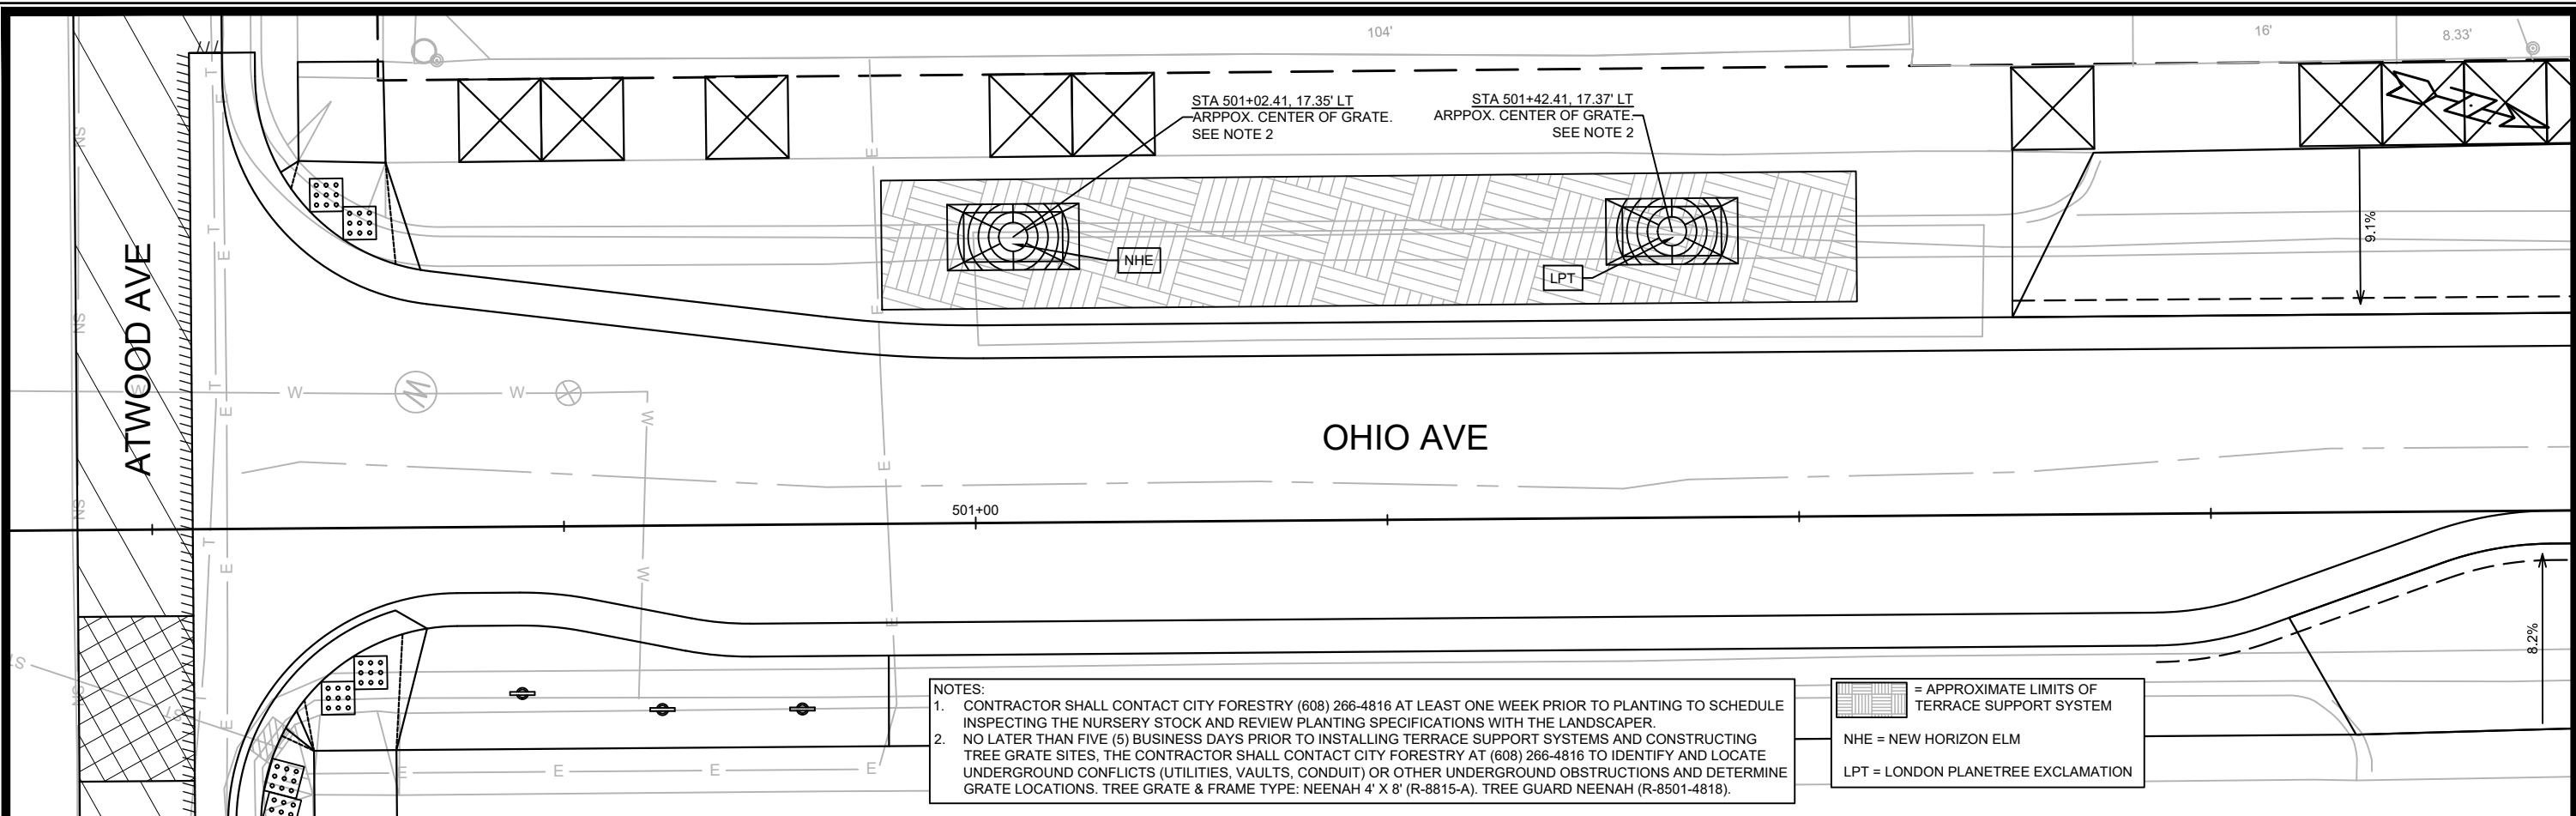 104'
16'
8.33'
STA 501+02.41, 17.35' LT
ARPPOX. CENTER OF GRATE.
SEE NOTE 2
STA 501+42.41, 17.37' LT
ARPPOX. CENTER OF GRATE.
SEE NOTE 2
NHE
LPT
9.1%
ATWOOD AVE
OHIO AVE
501+00
8.2%
W
W
W
W
W
W
T
T
T
T
E
E
E
E
E
E
E
E
E
E
E
E
E
E
SN
SN
SN
SN
ST
ST
NOTES:
1. CONTRACTOR SHALL CONTACT CITY FORESTRY (608) 266-4816 AT LEAST ONE WEEK PRIOR TO PLANTING TO SCHEDULE
INSPECTING THE NURSERY STOCK AND REVIEW PLANTING SPECIFICATIONS WITH THE LANDSCAPER.
2. NO LATER THAN FIVE (5) BUSINESS DAYS PRIOR TO INSTALLING TERRACE SUPPORT SYSTEMS AND CONSTRUCTING
TREE GRATE SITES, THE CONTRACTOR SHALL CONTACT CITY FORESTRY AT (608) 266-4816 TO IDENTIFY AND LOCATE
UNDERGROUND CONFLICTS (UTILITIES, VAULTS, CONDUIT) OR OTHER UNDERGROUND OBSTRUCTIONS AND DETERMINE
GRATE LOCATIONS. TREE GRATE & FRAME TYPE: NEENAH 4' X 8' (R-8815-A). TREE GUARD NEENAH (R-8501-4818).
= APPROXIMATE LIMITS OF
TERRACE SUPPORT SYSTEM
NHE = NEW HORIZON ELM
LPT = LONDON PLANETREE EXCLAMATION